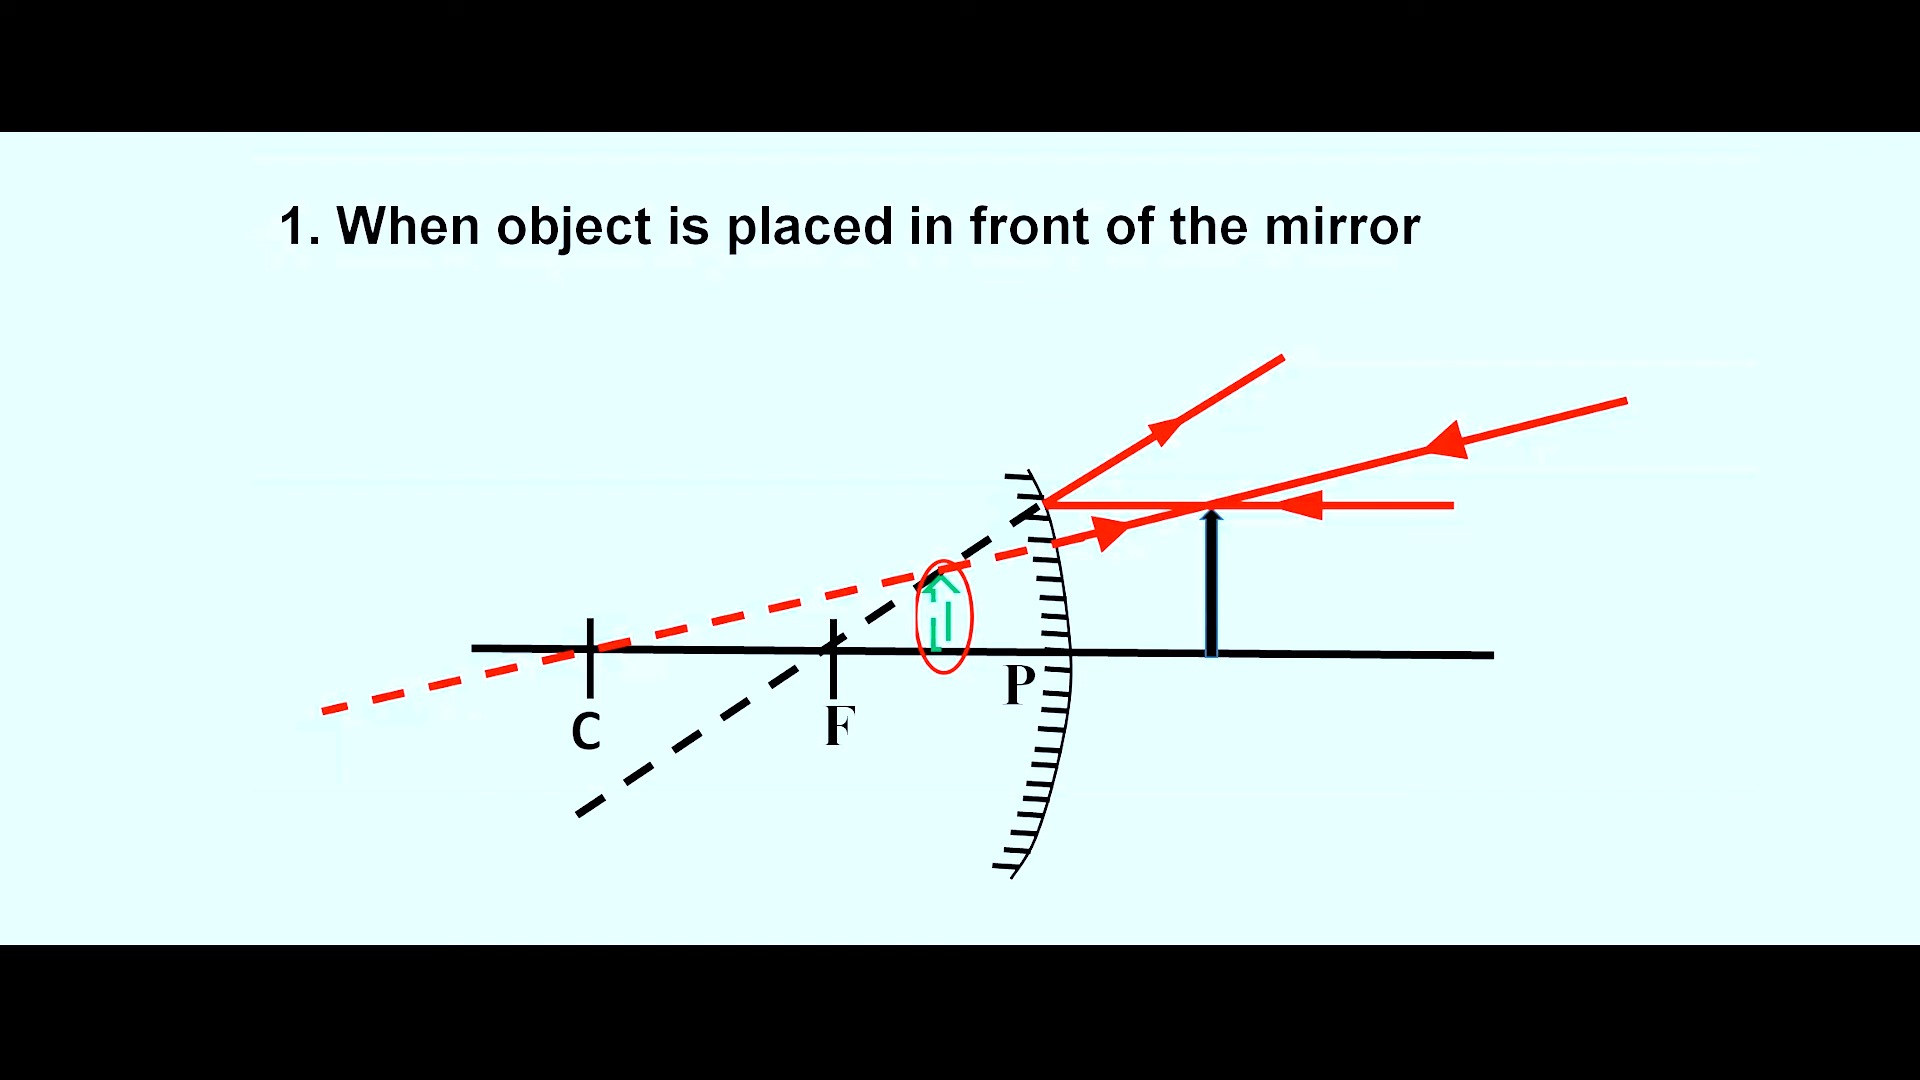 1. When object is placed in front of the mirror
P
C
F